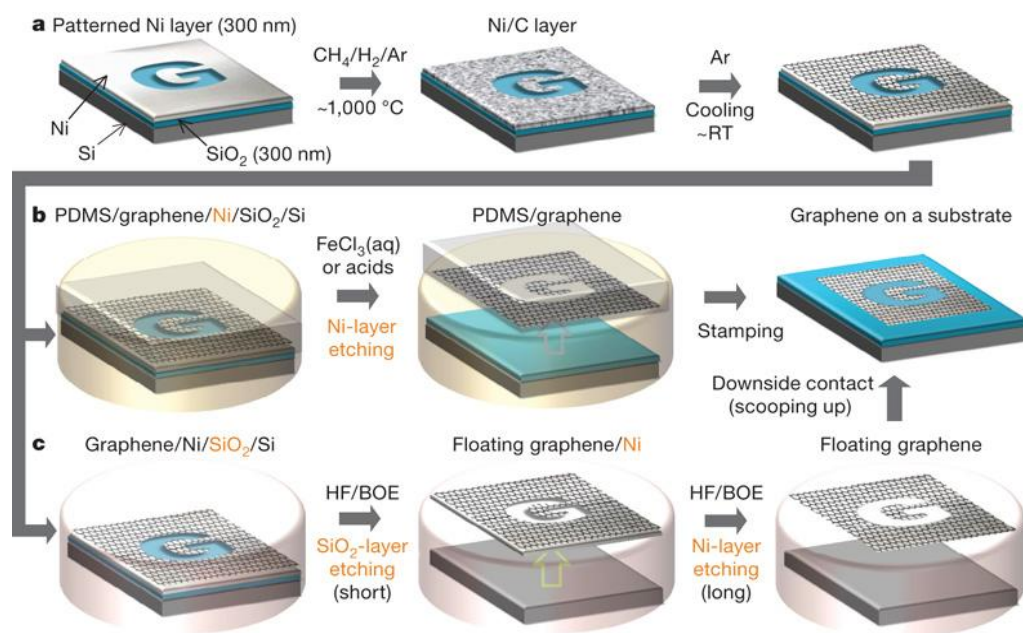 a Patterned Ni layer (300 nm)
CH₄/H₂/Ar
~1,000 °C
Ni/C layer
Ar
Cooling
~RT
Ni
Si
SiO₂ (300 nm)
G
G
G
b PDMS/graphene/Ni/SiO₂/Si
FeCl₃(aq)
or acids
Ni-layer
etching
PDMS/graphene
Stamping
Graphene on a substrate
Downside contact
(scooping up)
G
G
G
c Graphene/Ni/SiO₂/Si
HF/BOE
SiO₂-layer
etching
(short)
Floating graphene/Ni
HF/BOE
Ni-layer
etching
(long)
Floating graphene
G
G
G